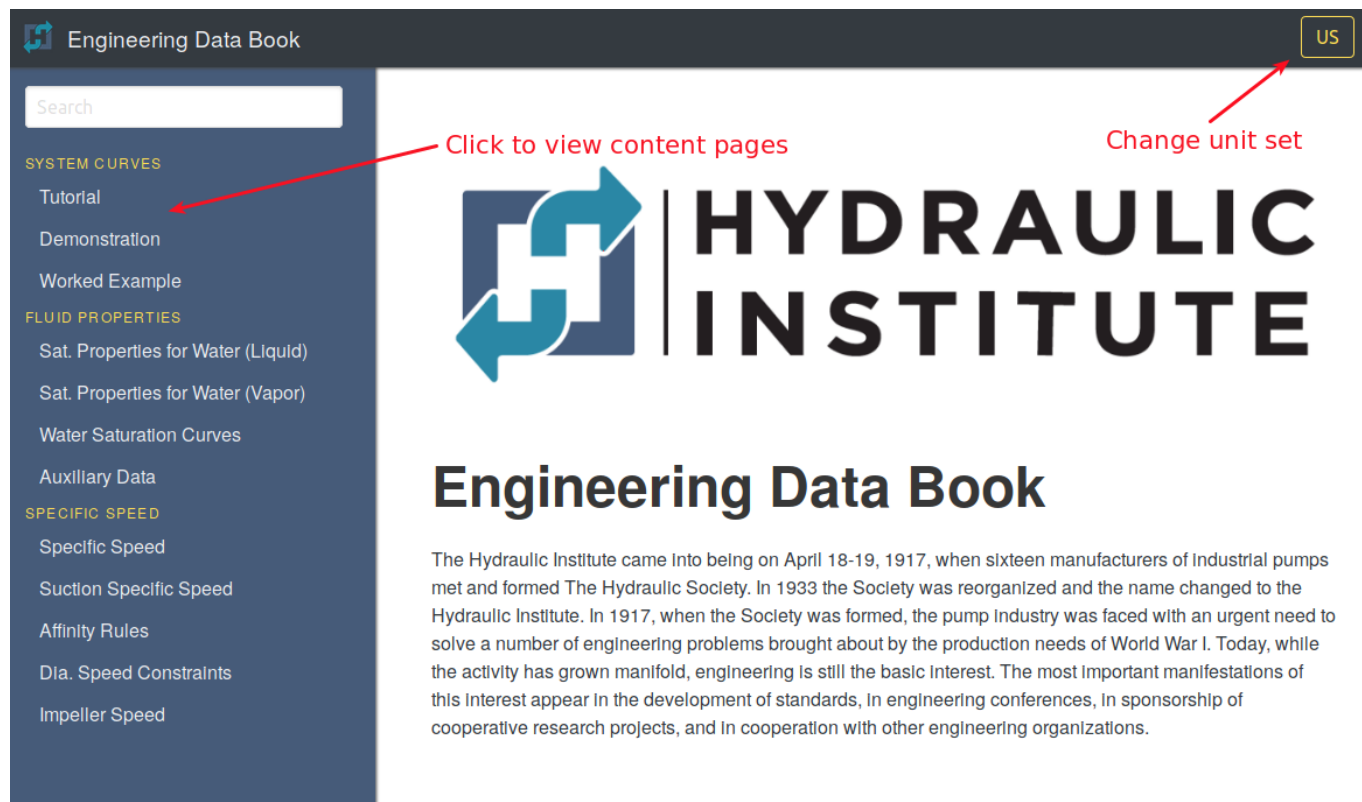 Engineering Data Book
US
Search
Click to view content pages
Change unit set
SYSTEM CURVES
Tutorial
Demonstration
Worked Example
FLUID PROPERTIES
Sat. Properties for Water (Liquid)
Sat. Properties for Water (Vapor)
Water Saturation Curves
Auxiliary Data
SPECIFIC SPEED
Specific Speed
Suction Specific Speed
Affinity Rules
Dia. Speed Constraints
Impeller Speed
HYDRAULIC
INSTITUTE
Engineering Data Book
The Hydraulic Institute came into being on April 18-19, 1917, when sixteen manufacturers of industrial pumps
met and formed The Hydraulic Society. In 1933 the Society was reorganized and the name changed to the
Hydraulic Institute. In 1917, when the Society was formed, the pump industry was faced with an urgent need to
solve a number of engineering problems brought about by the production needs of World War I. Today, while
the activity has grown manifold, engineering is still the basic interest. The most important manifestations of
this interest appear in the development of standards, in engineering conferences, in sponsorship of
cooperative research projects, and in cooperation with other engineering organizations.